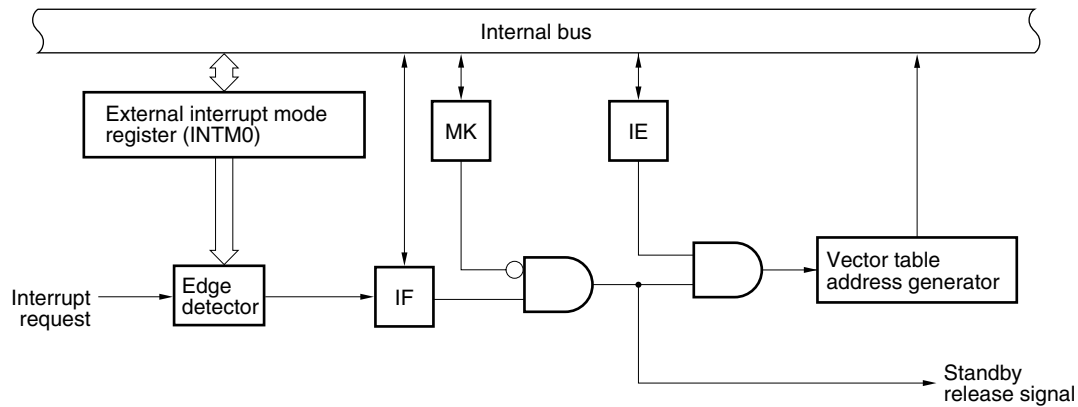 Internal bus
External interrupt mode
register (INTM0)
MK
IE
Interrupt
request
Edge
detector
IF
Vector table
address generator
Standby
release signal